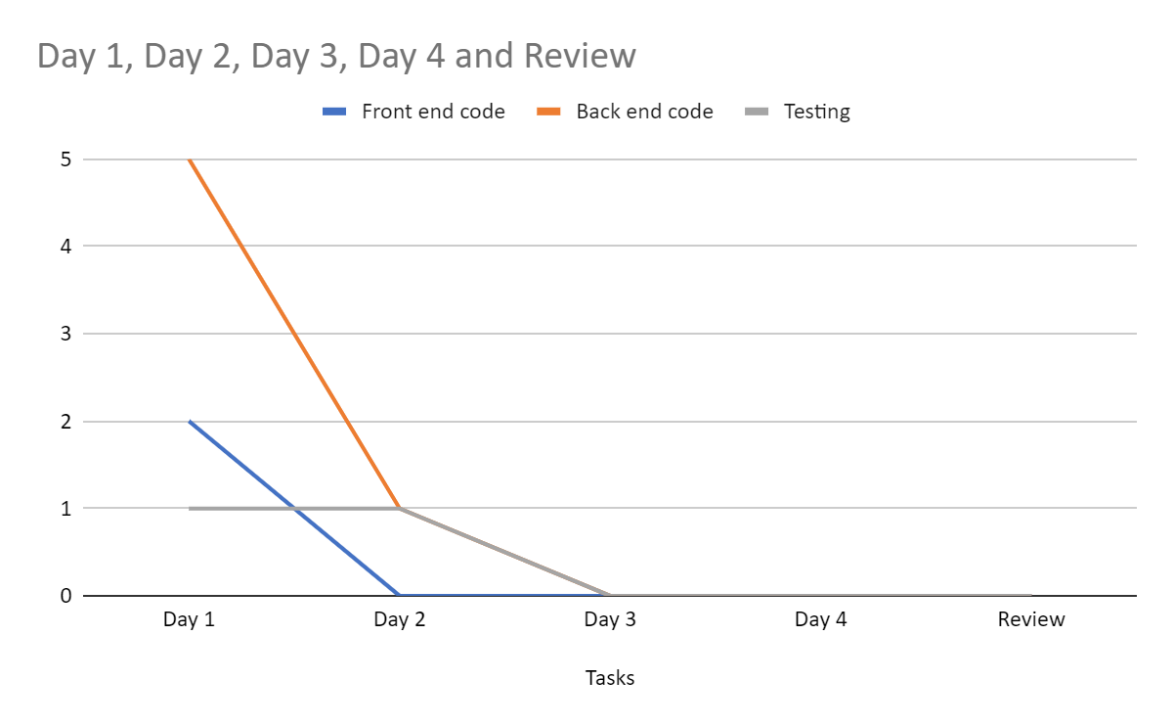 Day 1, Day 2, Day 3, Day 4 and Review
Front end code Back end code Testing
5
4
3
2
1
0
Day 1 Day 2 Day 3 Day 4 Review
Tasks